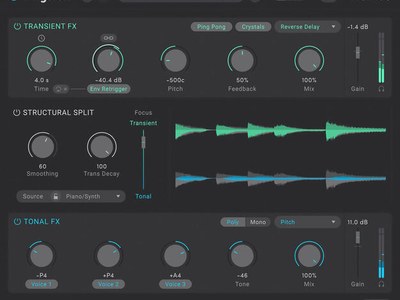 TRANSIENT FX Ping Pong Crystals Reverse Delay -1.4 dB
4.0 s -40.4 dB -500c 50% 100%
Time Env Retrigger Pitch Feedback Mix Gain
STRUCTURAL SPLIT Focus
Transient
60 100
Smoothing Trans Decay
Source Piano/Synth Tonal
TONAL FX Poly Mono Pitch 11.0 dB
-P4 +P4 +A4 -46 100%
Voice 1 Voice 2 Voice 3 Tone Mix Gain